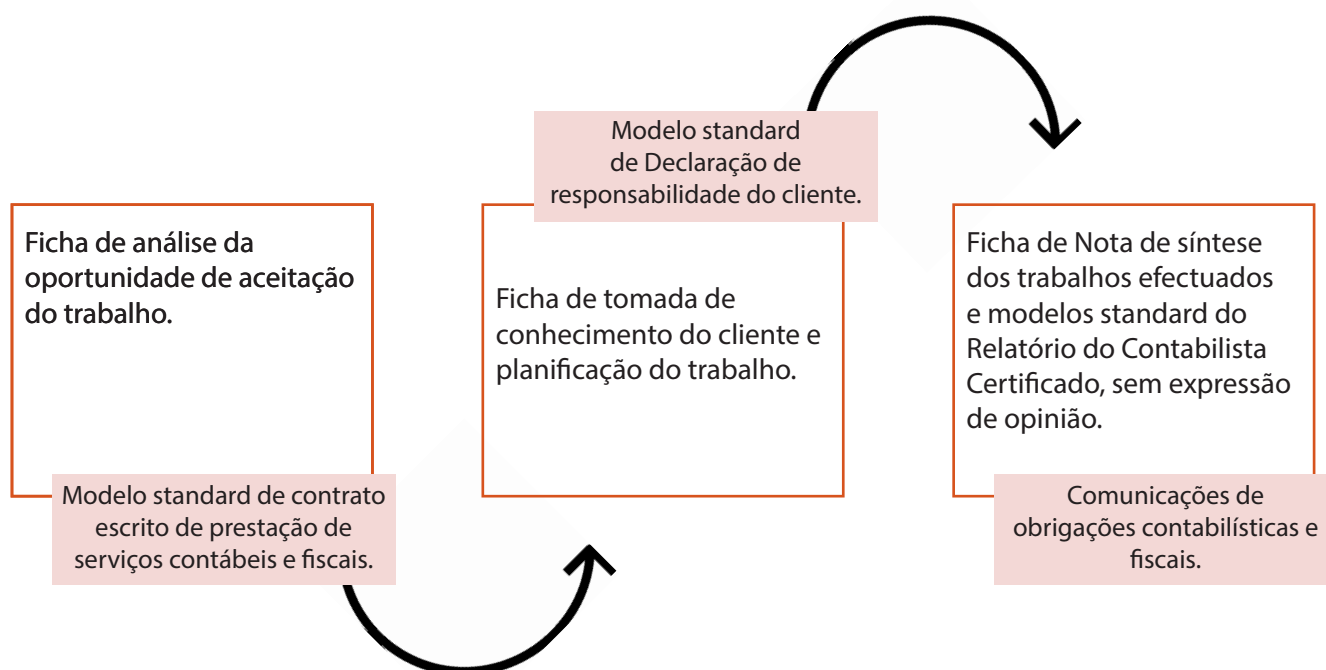 Ficha de análise da
oportunidade de aceitação
do trabalho.
Modelo standard de contrato
escrito de prestação de
serviços contábeis e fiscais.
Modelo standard
de Declaração de
responsabilidade do cliente.
Ficha de tomada de
conhecimento do cliente e
planificação do trabalho.
Ficha de Nota de síntese
dos trabalhos efectuados
e modelos standard do
Relatório do Contabilista
Certificado, sem expressão
de opinião.
Comunicações de
obrigações contabilísticas e
fiscais.